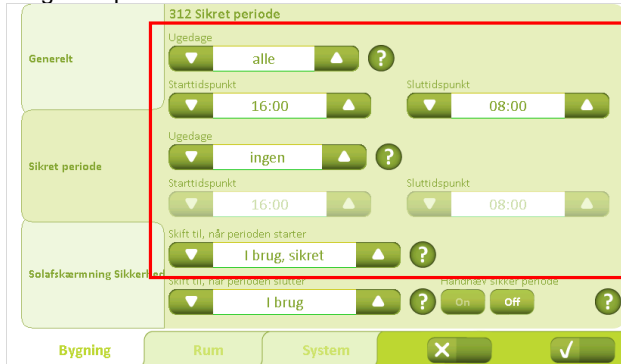 312 Sikret periode
Generelt
Ugedage
alle
?
Starttidspunkt
Sluttidspunkt
16:00
08:00
Sikret periode
Ugedage
ingen
?
Starttidspunkt
Sluttidspunkt
16:00
08:00
Skift til, når perioden starter
I brug, sikret
?
Solafskærmning Sikkerhed
Skift til, når perioden slutter
Håndhæv sikker periode
I brug
?
On
Off
?
Bygning
Rum
System